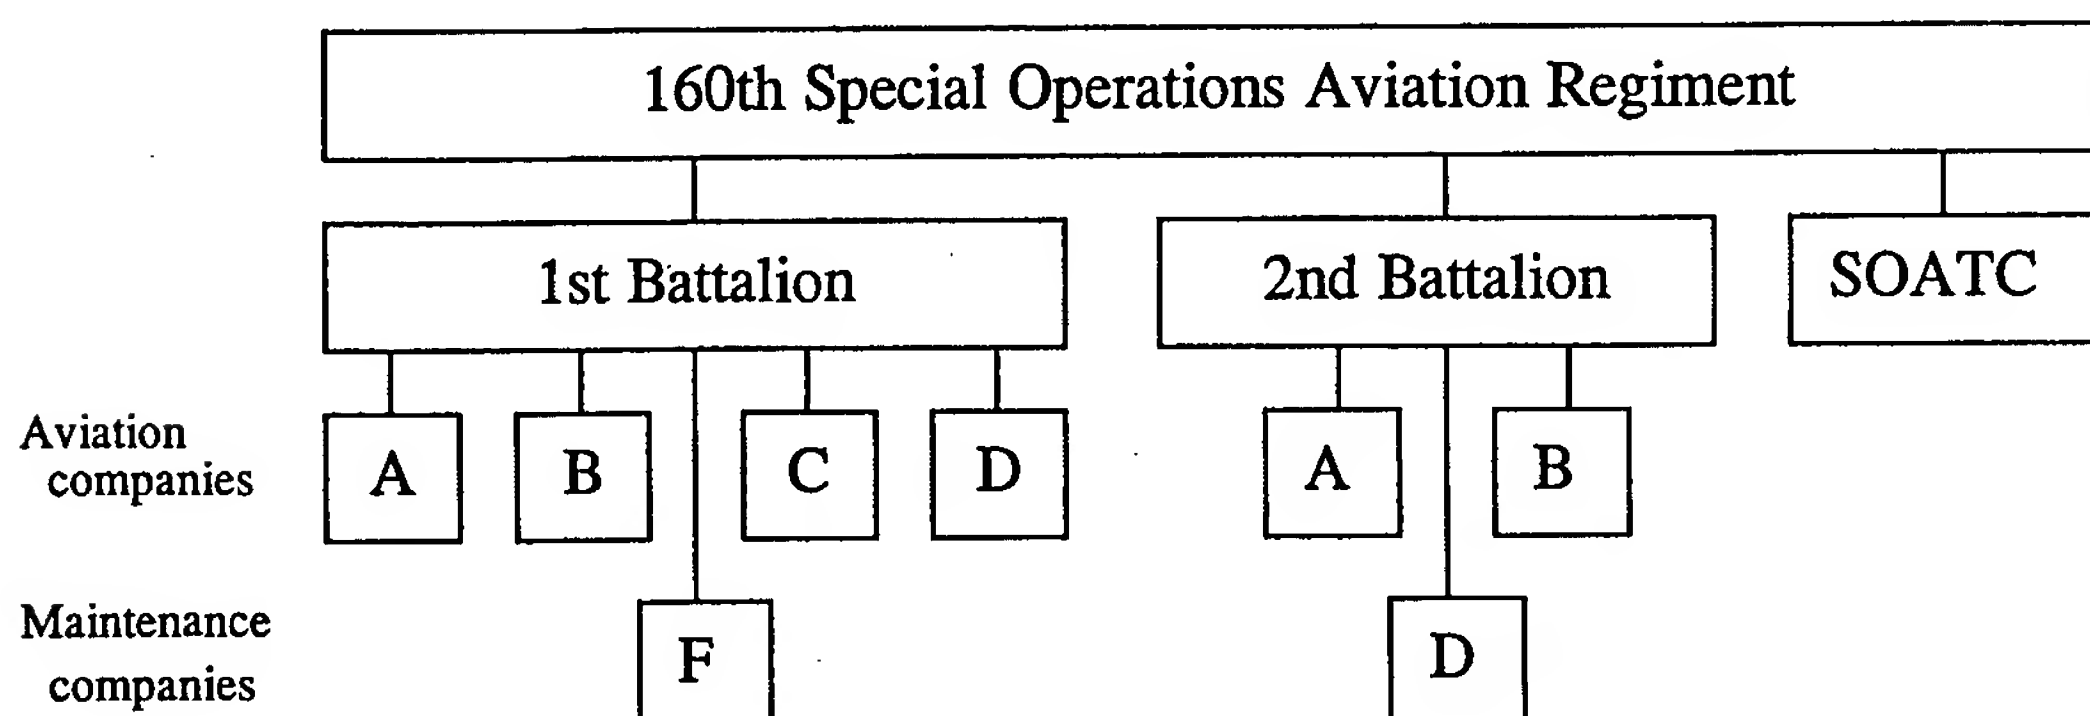 160th Special Operations Aviation Regiment
1st Battalion
2nd Battalion
SOATC
Aviation
companies
A
B
C
D
A
B
Maintenance
companies
F
D